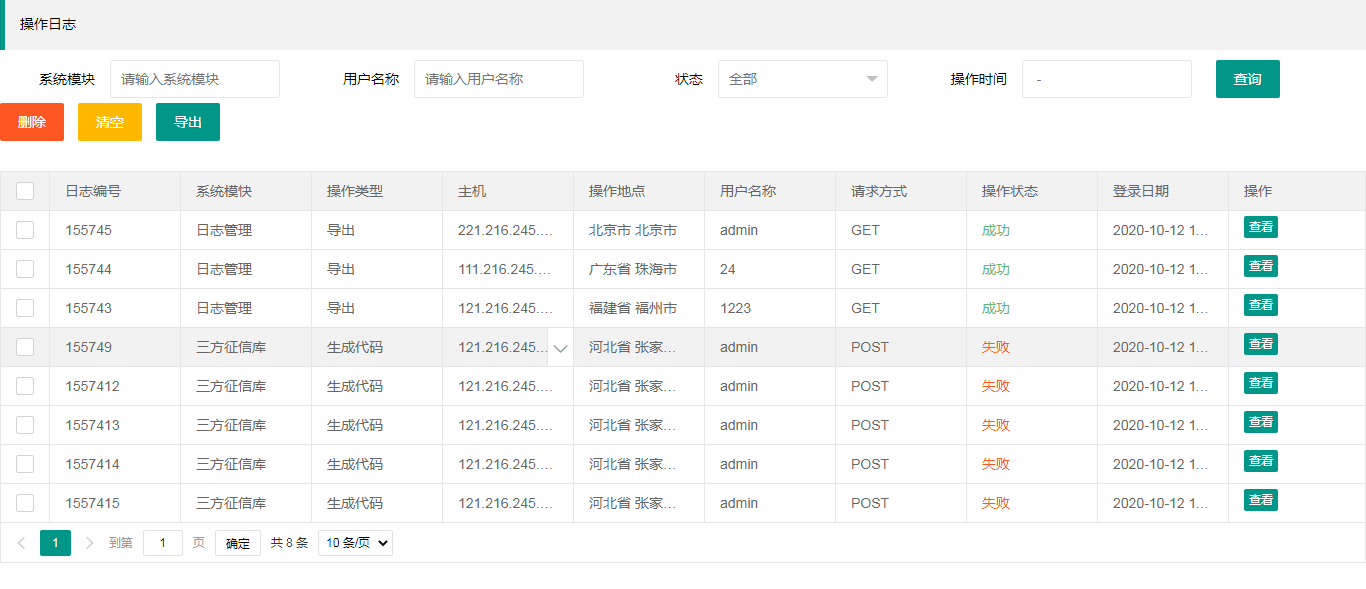 操作日志
系统模块 请输入系统模块 用户名称 请输入用户名称 状态 全部 操作时间 - 查询
删除 清空 导出
日志编号 系统模快 操作类型 主机 操作地点 用户名称 请求方式 操作状态 登录日期 操作
155745 日志管理 导出 221.216.245.... 北京市 北京市 admin GET 成功 2020-10-12 1... 查看
155744 日志管理 导出 111.216.245.... 广东省 珠海市 24 GET 成功 2020-10-12 1... 查看
155743 日志管理 导出 121.216.245.... 福建省 福州市 1223 GET 成功 2020-10-12 1... 查看
155749 三方征信库 生成代码 121.216.245... 河北省 张家... admin POST 失败 2020-10-12 1... 查看
1557412 三方征信库 生成代码 121.216.245.... 河北省 张家... admin POST 失败 2020-10-12 1... 查看
1557413 三方征信库 生成代码 121.216.245.... 河北省 张家... admin POST 失败 2020-10-12 1... 查看
1557414 三方征信库 生成代码 121.216.245.... 河北省 张家... admin POST 失败 2020-10-12 1... 查看
1557415 三方征信库 生成代码 121.216.245.... 河北省 张家... admin POST 失败 2020-10-12 1... 查看
1 到第 1 页 确定 共 8 条 10 条/页